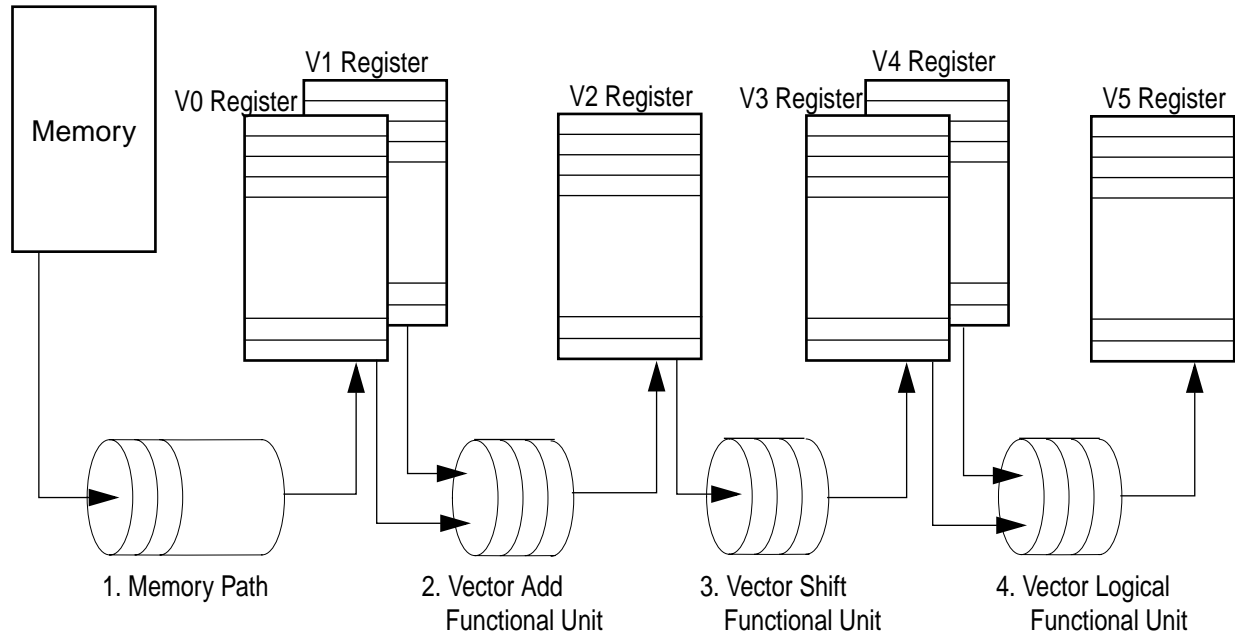 V1 Register
V4 Register
V0 Register
V2 Register
V3 Register
V5 Register
Memory
1. Memory Path
2. Vector Add
Functional Unit
3. Vector Shift
Functional Unit
4. Vector Logical
Functional Unit